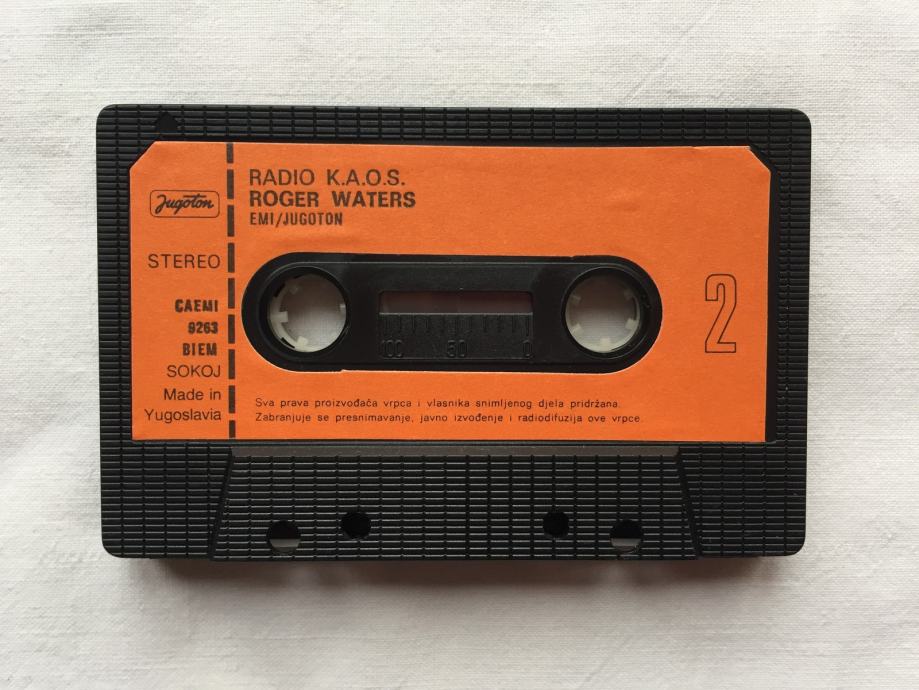 RADIO K.A.O.S.
ROGER WATERS
EMI/JUGOTON
Jugoton
STEREO
CAEMI
9263
BIEM
SOKOJ
Made in
Yugoslavia
2
100 50 0
Sva prava proizvođača vrpca i vlasnika snimljenog djela pridržana.
Zabranjuje se presnimavanje, javno izvođenje i radiodifuzija ove vrpce.